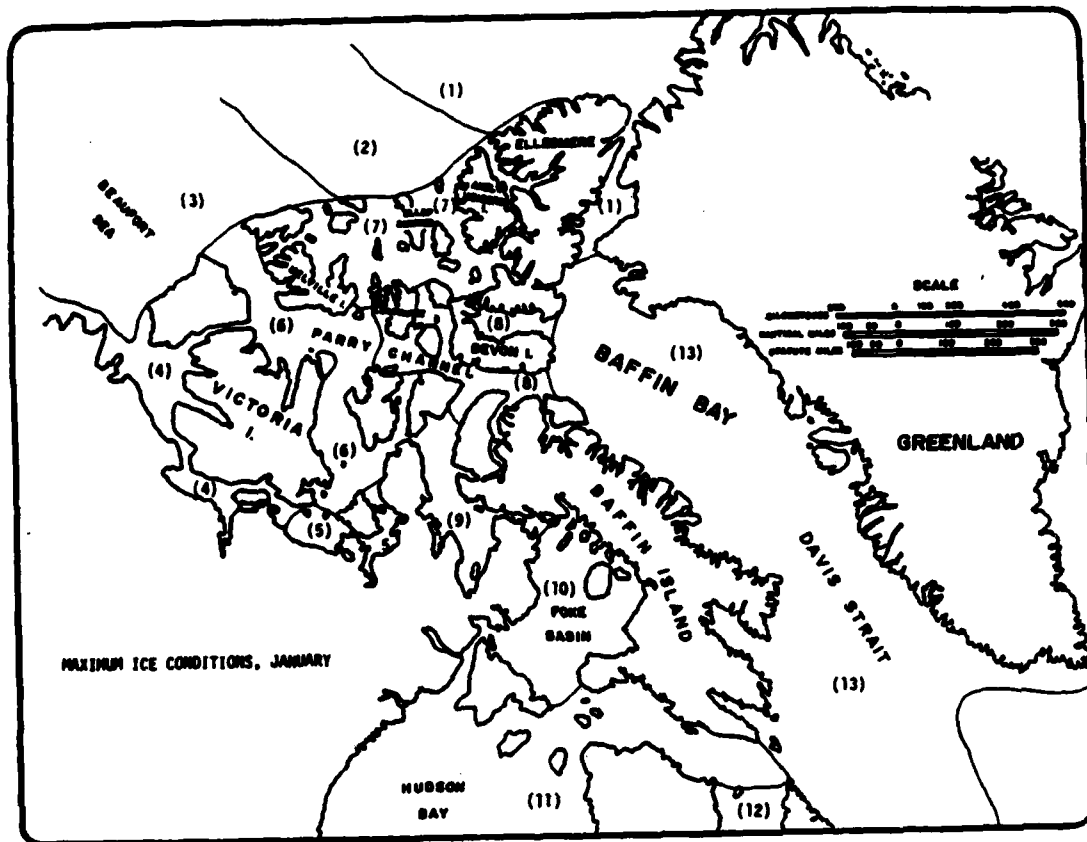 (1)
(2)
ELLESMERE
(3)
BEAUFORT
SEA
(7)
(7)
(1)
AXEL
MELVILLE I.
SCALE
(6)
PARRY CHANNEL
(8)
DEVON I.
(8)
(13)
BAFFIN BAY
(4)
VICTORIA
I.
GREENLAND
(6)
(4)
(5)
(9)
BAFFIN ISLAND
DAVIS STRAIT
(10)
FOXE
BASIN
MAXIMUM ICE CONDITIONS, JANUARY
(13)
HUDSON
BAY
(11)
(12)